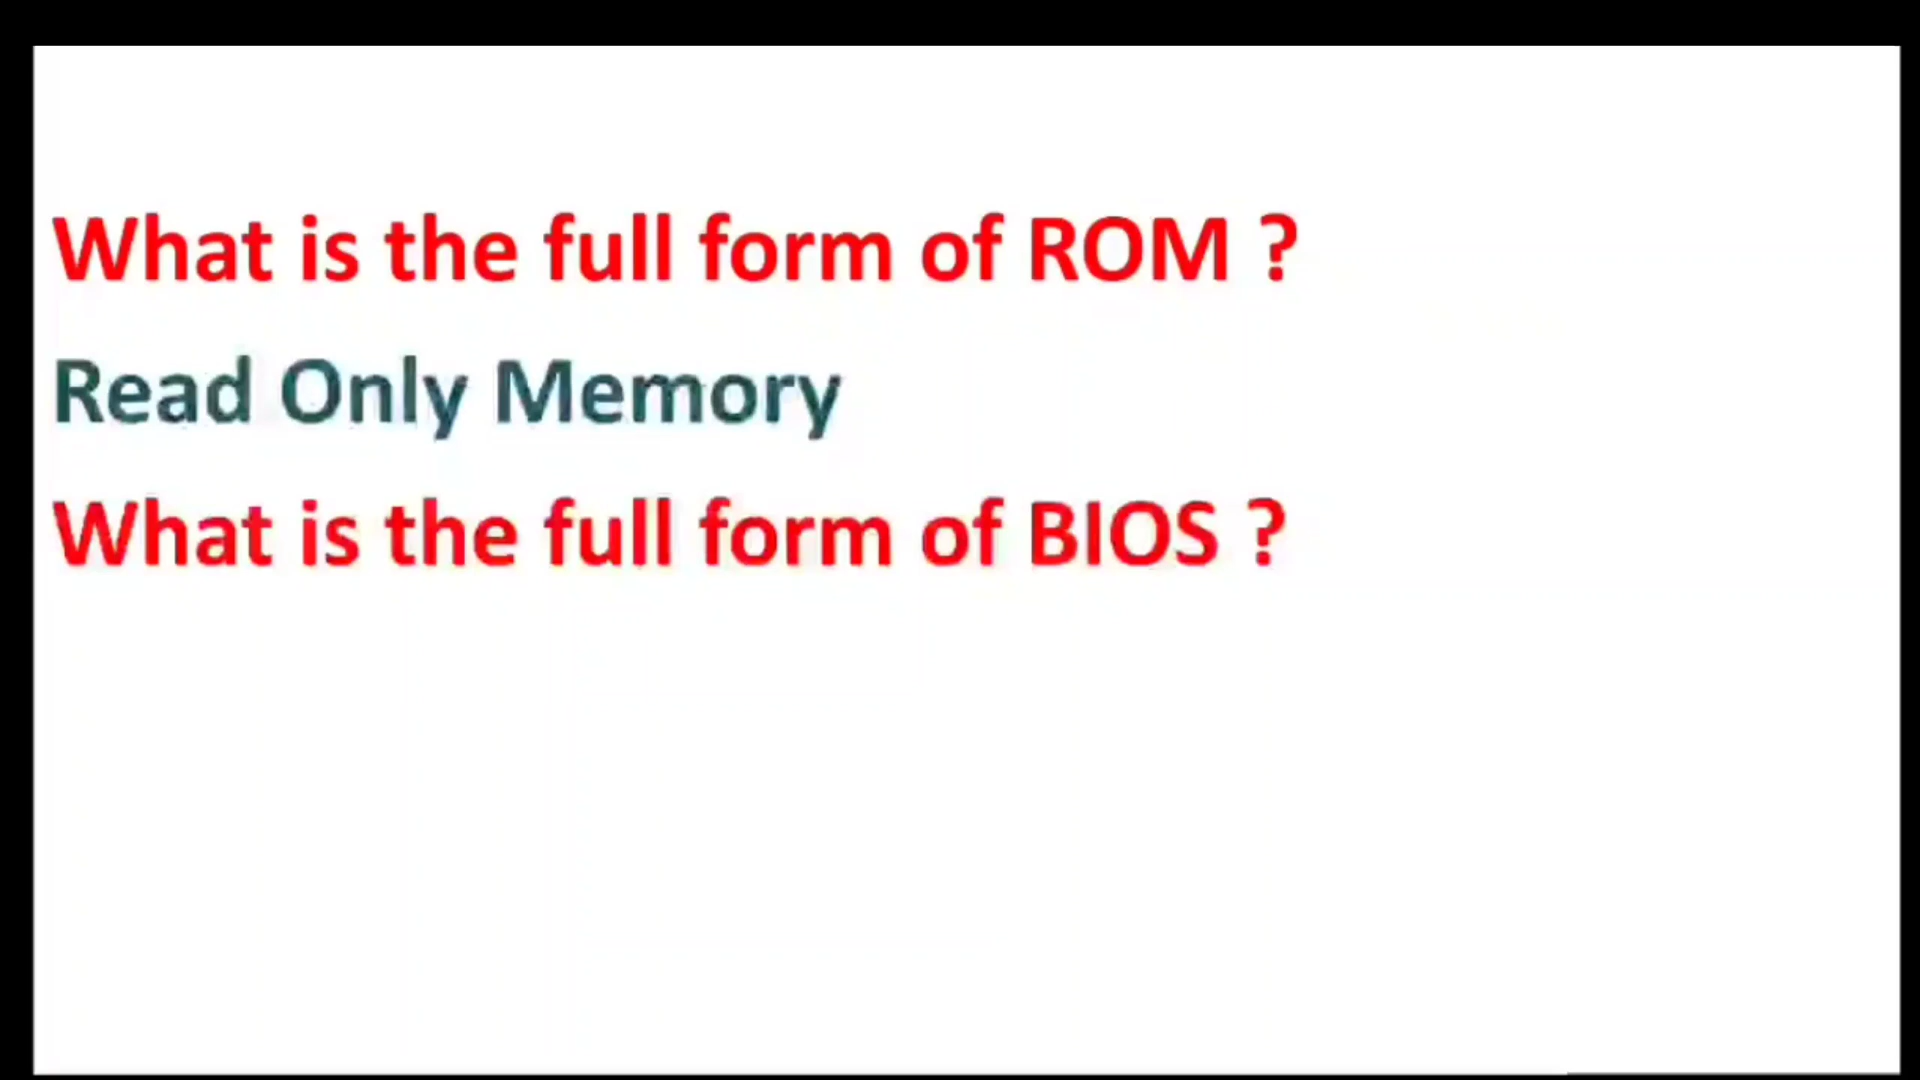 What is the full form of ROM ?
Read Only Memory
What is the full form of BIOS ?